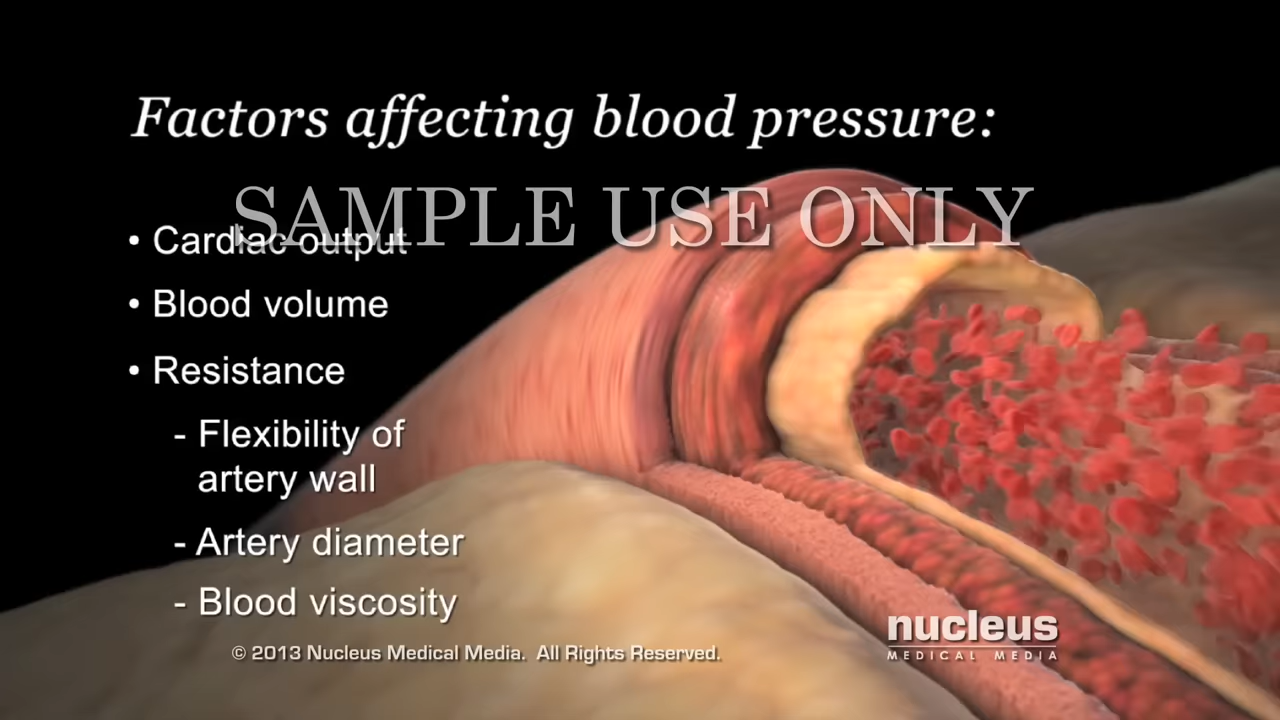 Factors affecting blood pressure:
SAMPLE USE ONLY
• Cardiac output
• Blood volume
• Resistance
- Flexibility of
artery wall
- Artery diameter
- Blood viscosity
© 2013 Nucleus Medical Media. All Rights Reserved.
nucleus
MEDICAL MEDIA